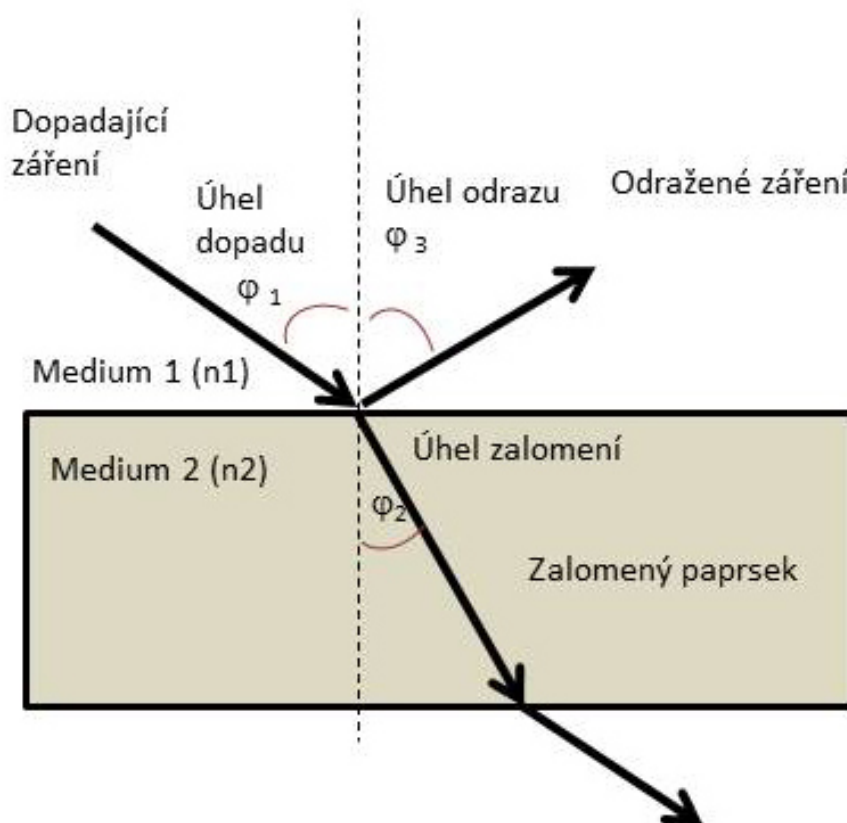 Dopadající
záření
Úhel
dopadu
φ 1
Úhel odrazu
φ 3
Odražené záření
Medium 1 (n1)
Medium 2 (n2)
Úhel zalomení
φ2
Zalomený paprsek